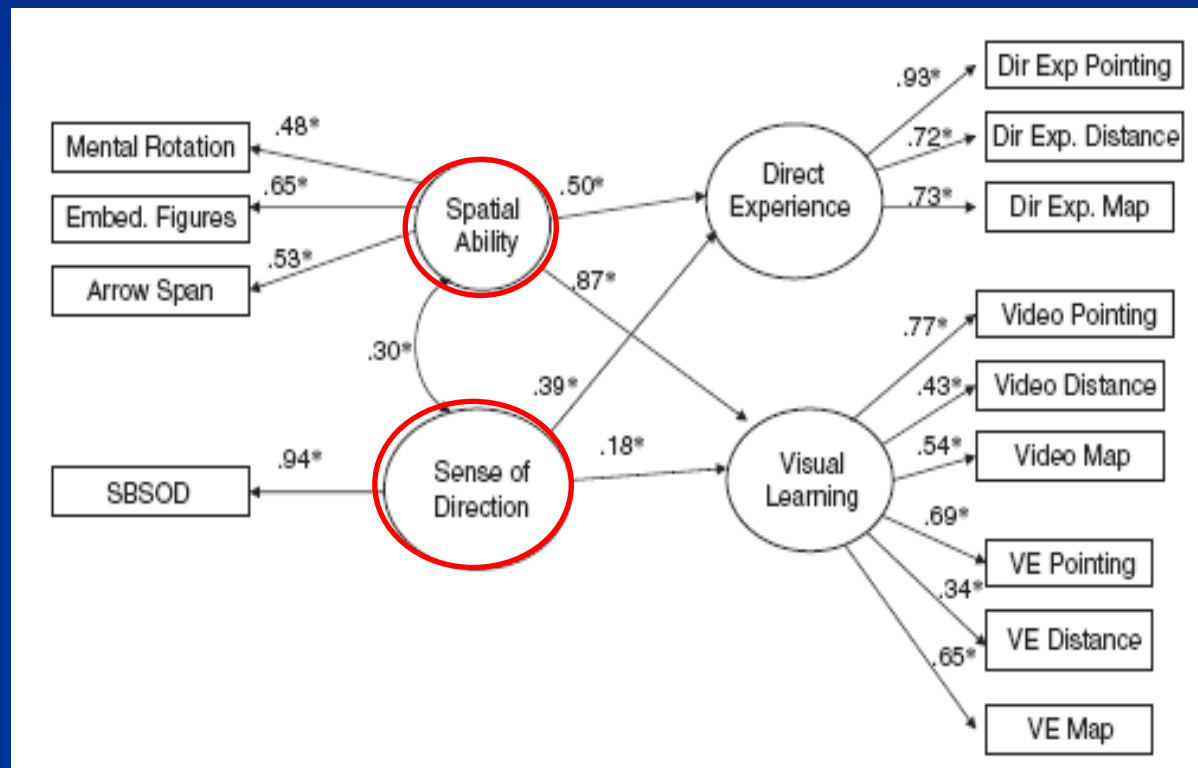 Mental Rotation
Embed. Figures
Arrow Span
SBSOD
.48*
.65*
.53*
.94*
Spatial
Ability
.30*
Sense of
Direction
.50*
.87*
.39*
.18*
Direct
Experience
Visual
Learning
.93*
.72*
.73*
.77*
.43*
.54*
.69*
.34*
.65*
Dir Exp Pointing
Dir Exp. Distance
Dir Exp. Map
Video Pointing
Video Distance
Video Map
VE Pointing
VE Distance
VE Map